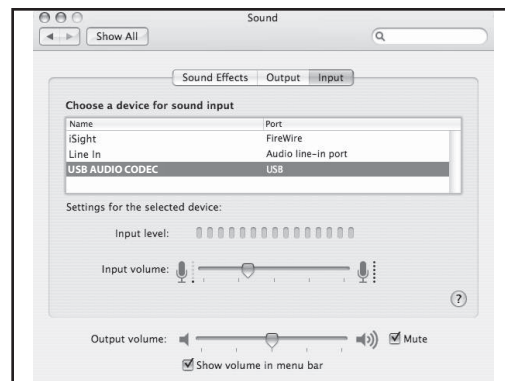 Sound
Show All
Sound Effects Output Input
Choose a device for sound input
Name Port
iSight FireWire
Line In Audio line-in port
USB AUDIO CODEC USB
Settings for the selected device:
Input level:
Input volume:
?
Output volume: Mute
Show volume in menu bar